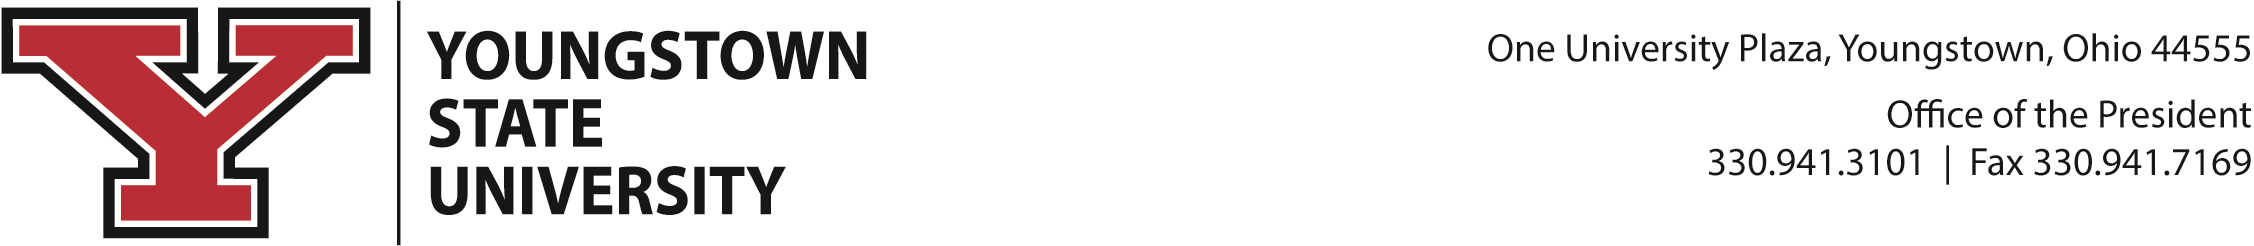 Y
YOUNGSTOWN
STATE
UNIVERSITY
One University Plaza, Youngstown, Ohio 44555
Office of the President
330.941.3101 | Fax 330.941.7169